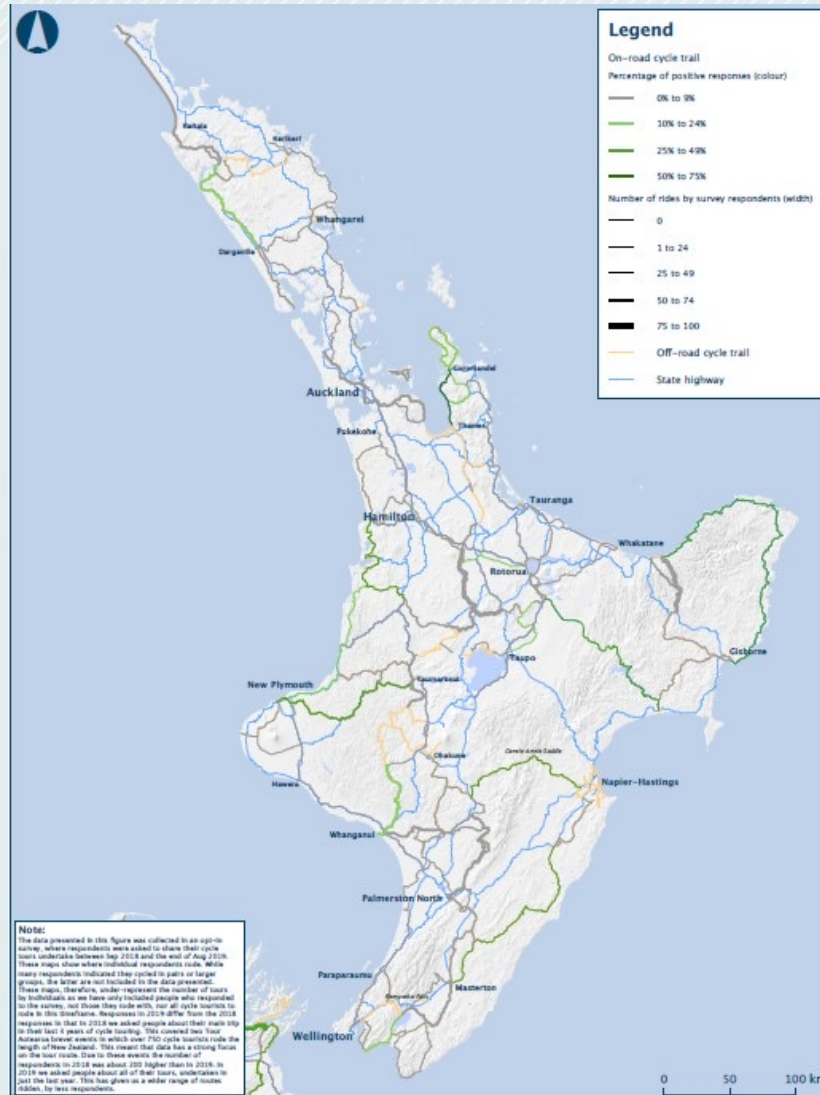 Legend
On-road cycle trail
Percentage of positive responses (colour)
0% to 9%
10% to 24%
25% to 49%
50% to 75%
Number of rides by survey respondents (width)
0
1 to 24
25 to 49
50 to 74
75 to 100
Off-road cycle trail
State highway
Kaitaia
Kerikeri
Whangarei
Dargaville
Coromandel
Auckland
Thames
Pukekohe
Tauranga
Hamilton
Whakatane
Rotorua
Gisborne
Taupo
Taumarunui
New Plymouth
Ohakune
Gentle Annie Saddle
Napier-Hastings
Hawera
Whanganui
Palmerston North
Paraparaumu
Masterton
Wellington
Note:
The data presented in this figure was collected in an opt-in
survey, where respondents were asked to share their cycle
tours undertake between Sep 2018 and the end of Aug 2019.
These maps show where individual respondents rode. While
many respondents indicated they cycled in pairs or larger
groups, the latter are not included in the data presented.
These maps, therefore, under-represent the number of tours
by individuals as we have only included people who responded
to the survey, not those they rode with, nor all cycle tourists to
rode in this timeframe. Responses in 2019 differ from the 2018
responses in that in 2018 we asked people about their main trip
in their last 4 years of cycle touring. This covered two Tour
Aotearoa brevet events in which over 750 cycle tourists rode the
length of New Zealand. This meant that data has a strong focus
on the tour route. Due to these events the number of
respondents in 2018 was about 200 higher than in 2019. In
2019 we asked people about all of their tours, undertaken in
just the last year. This has given us a wider range of routes
ridden, by less respondents.
0 50 100 km